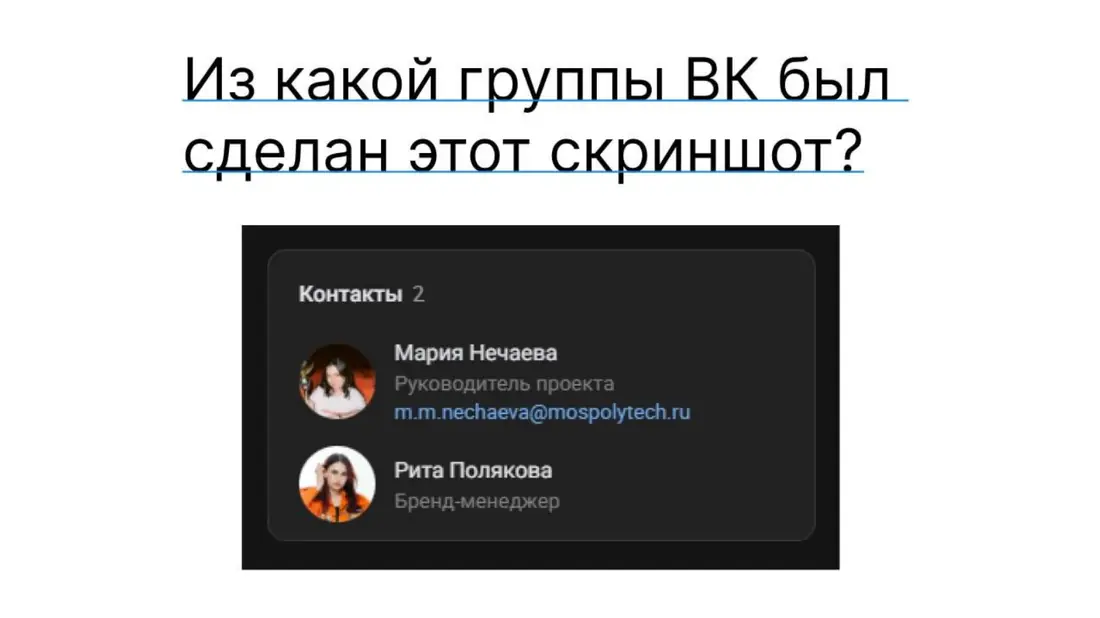 Из какой группы ВК был
сделан этот скриншот?
Контакты 2
Мария Нечаева
Руководитель проекта
m.m.nechaeva@mospolytech.ru
Рита Полякова
Бренд-менеджер